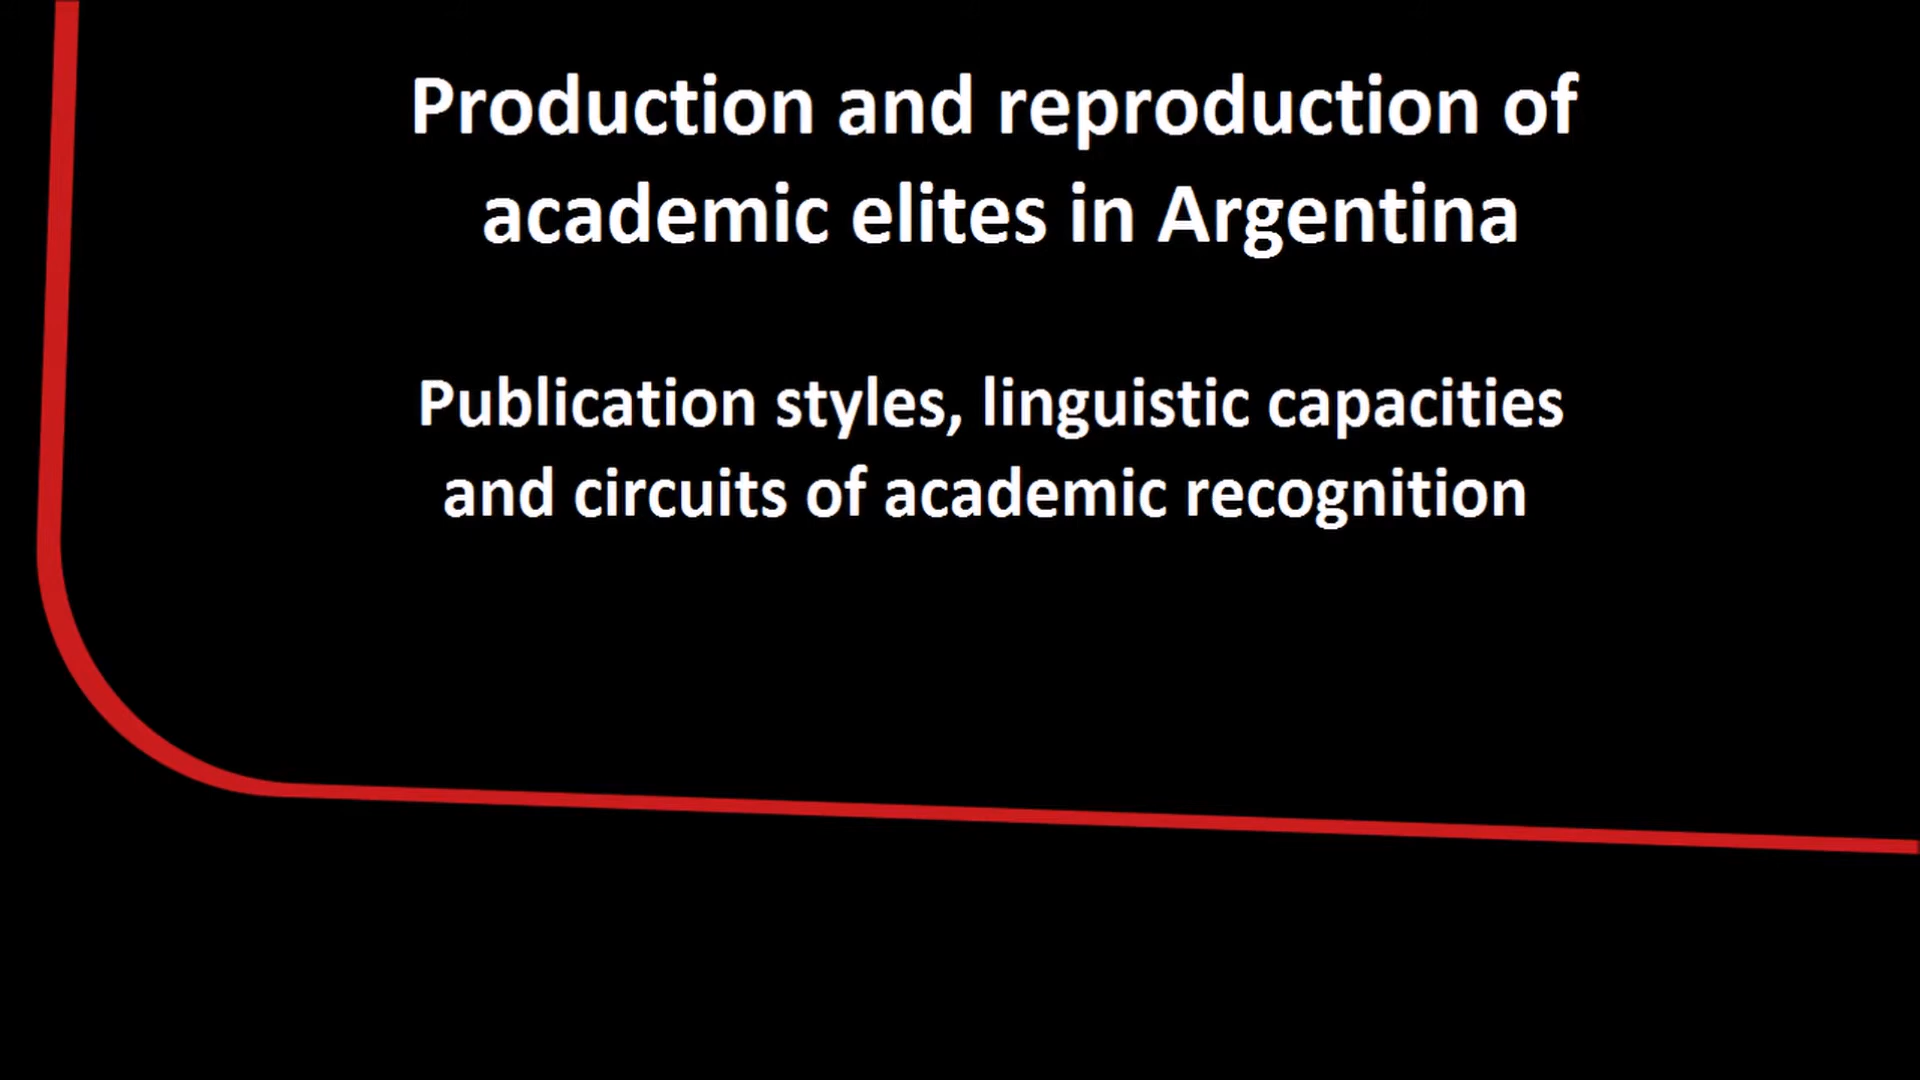 Production and reproduction of
academic elites in Argentina
Publication styles, linguistic capacities
and circuits of academic recognition